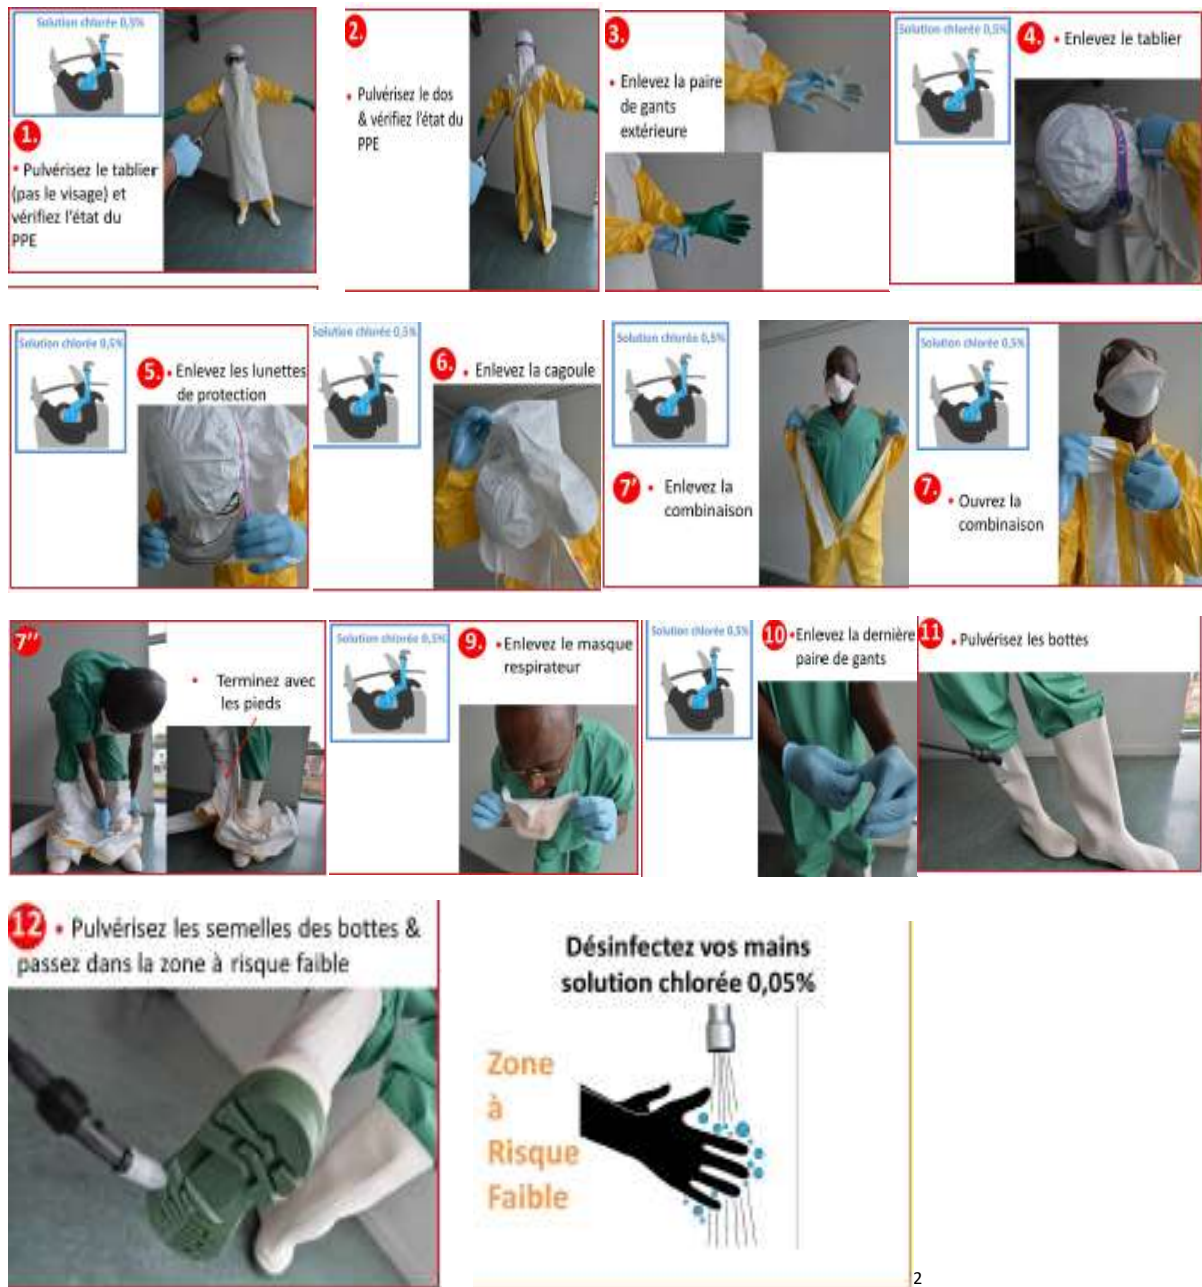 Solution chlorée 0,5%
1.
• Pulvérisez le tablier
(pas le visage) et
vérifiez l'état du
PPE
2.
• Pulvérisez le dos
& vérifiez l'état du
PPE
3.
• Enlevez la paire
de gants
extérieure
Solution chlorée 0,5%
4. • Enlevez le tablier
Solution chlorée 0,5%
5. • Enlevez les lunettes
de protection
Solution chlorée 0,5%
6. • Enlevez la cagoule
Solution chlorée 0,5%
7' • Enlevez la
combinaison
Solution chlorée 0,5%
7. • Ouvrez la
combinaison
7''
• Terminez avec
les pieds
Solution chlorée 0,5%
9. • Enlevez le masque
respirateur
Solution chlorée 0,5%
10 • Enlevez la dernière
paire de gants
11 • Pulvérisez les bottes
12 • Pulvérisez les semelles des bottes &
passez dans la zone à risque faible
Désinfectez vos mains
solution chlorée 0,05%
Zone
à
Risque
Faible
2